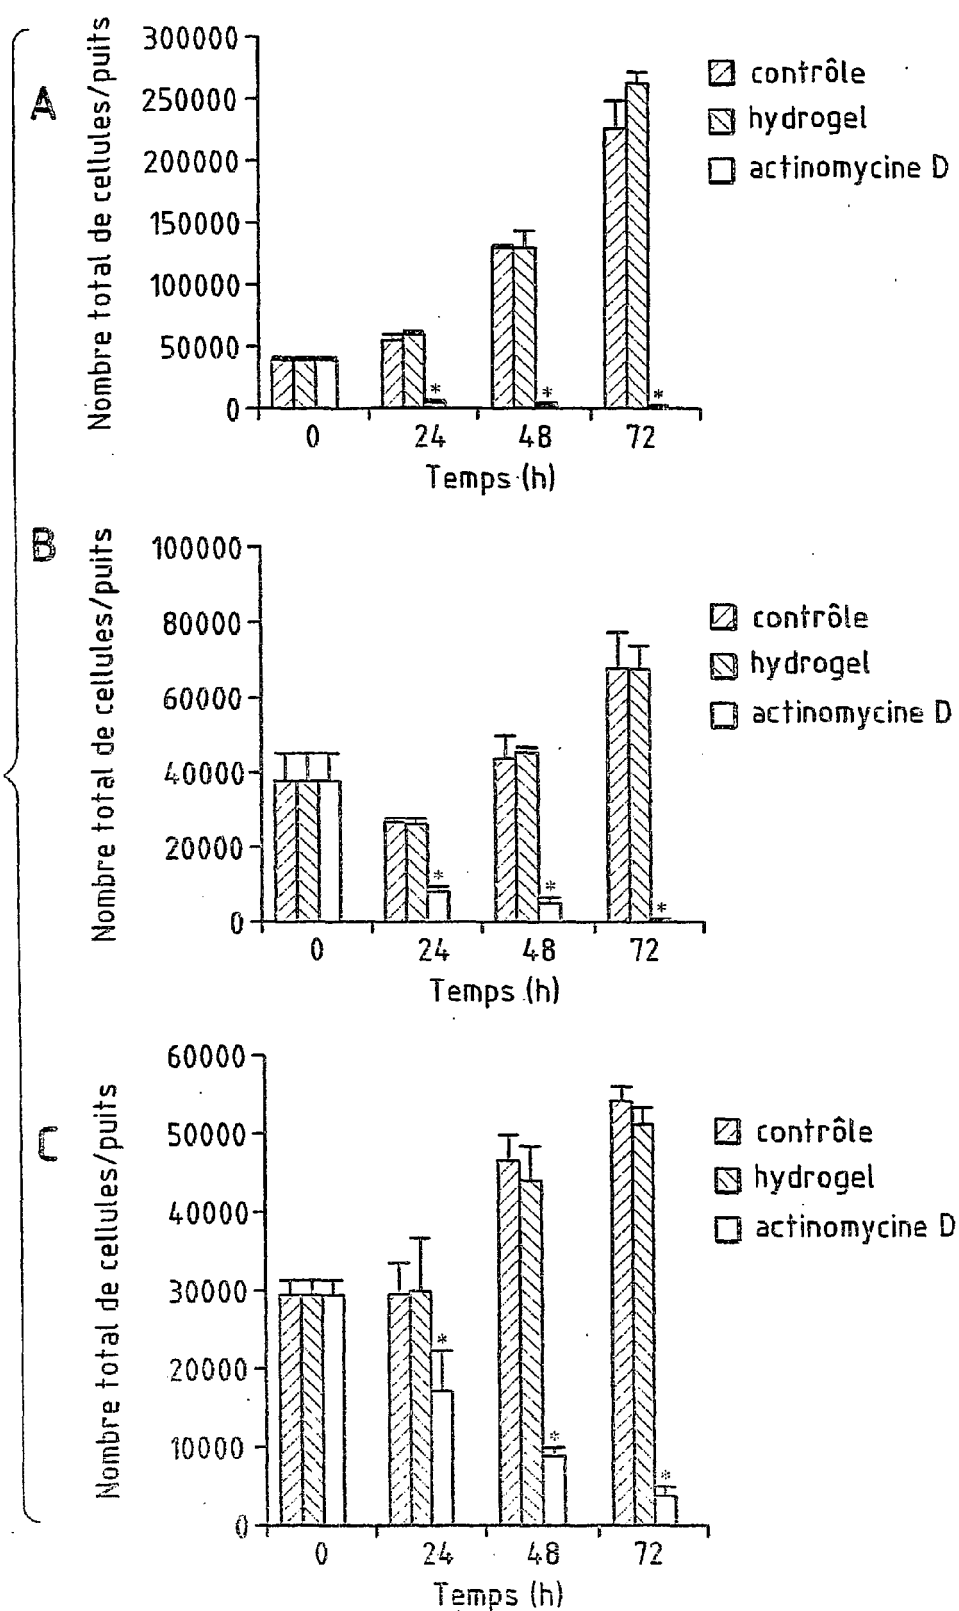 A
Nombre total de cellules/puits
300000
250000
200000
150000
100000
50000
0
0 24 48 72
Temps (h)
contrôle
hydrogel
actinomycine D
* * *
B
Nombre total de cellules/puits
100000
80000
60000
40000
20000
0
0 24 48 72
Temps (h)
contrôle
hydrogel
actinomycine D
* * *
C
Nombre total de cellules/puits
60000
50000
40000
30000
20000
10000
0
0 24 48 72
Temps (h)
contrôle
hydrogel
actinomycine D
* * *